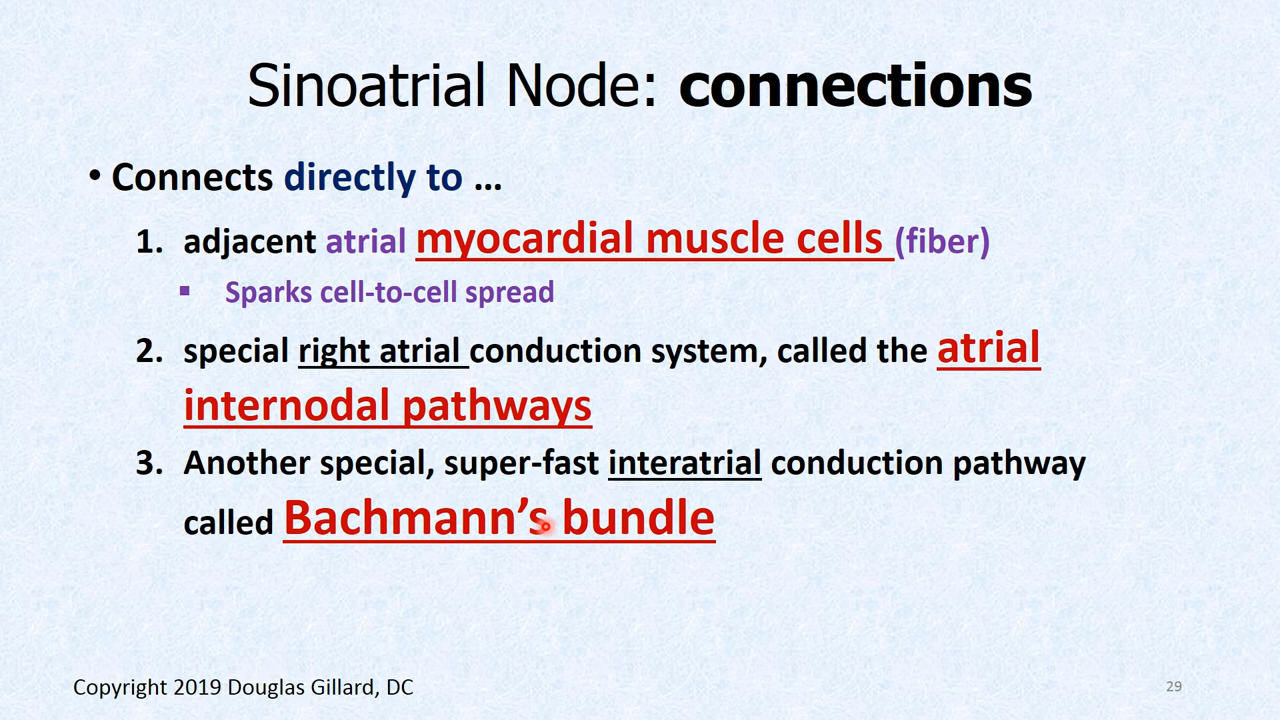 Sinoatrial Node: connections
• Connects directly to …
1. adjacent atrial myocardial muscle cells (fiber)
▪ Sparks cell-to-cell spread
2. special right atrial conduction system, called the atrial
internodal pathways
3. Another special, super-fast interatrial conduction pathway
called Bachmann’s bundle
Copyright 2019 Douglas Gillard, DC
29